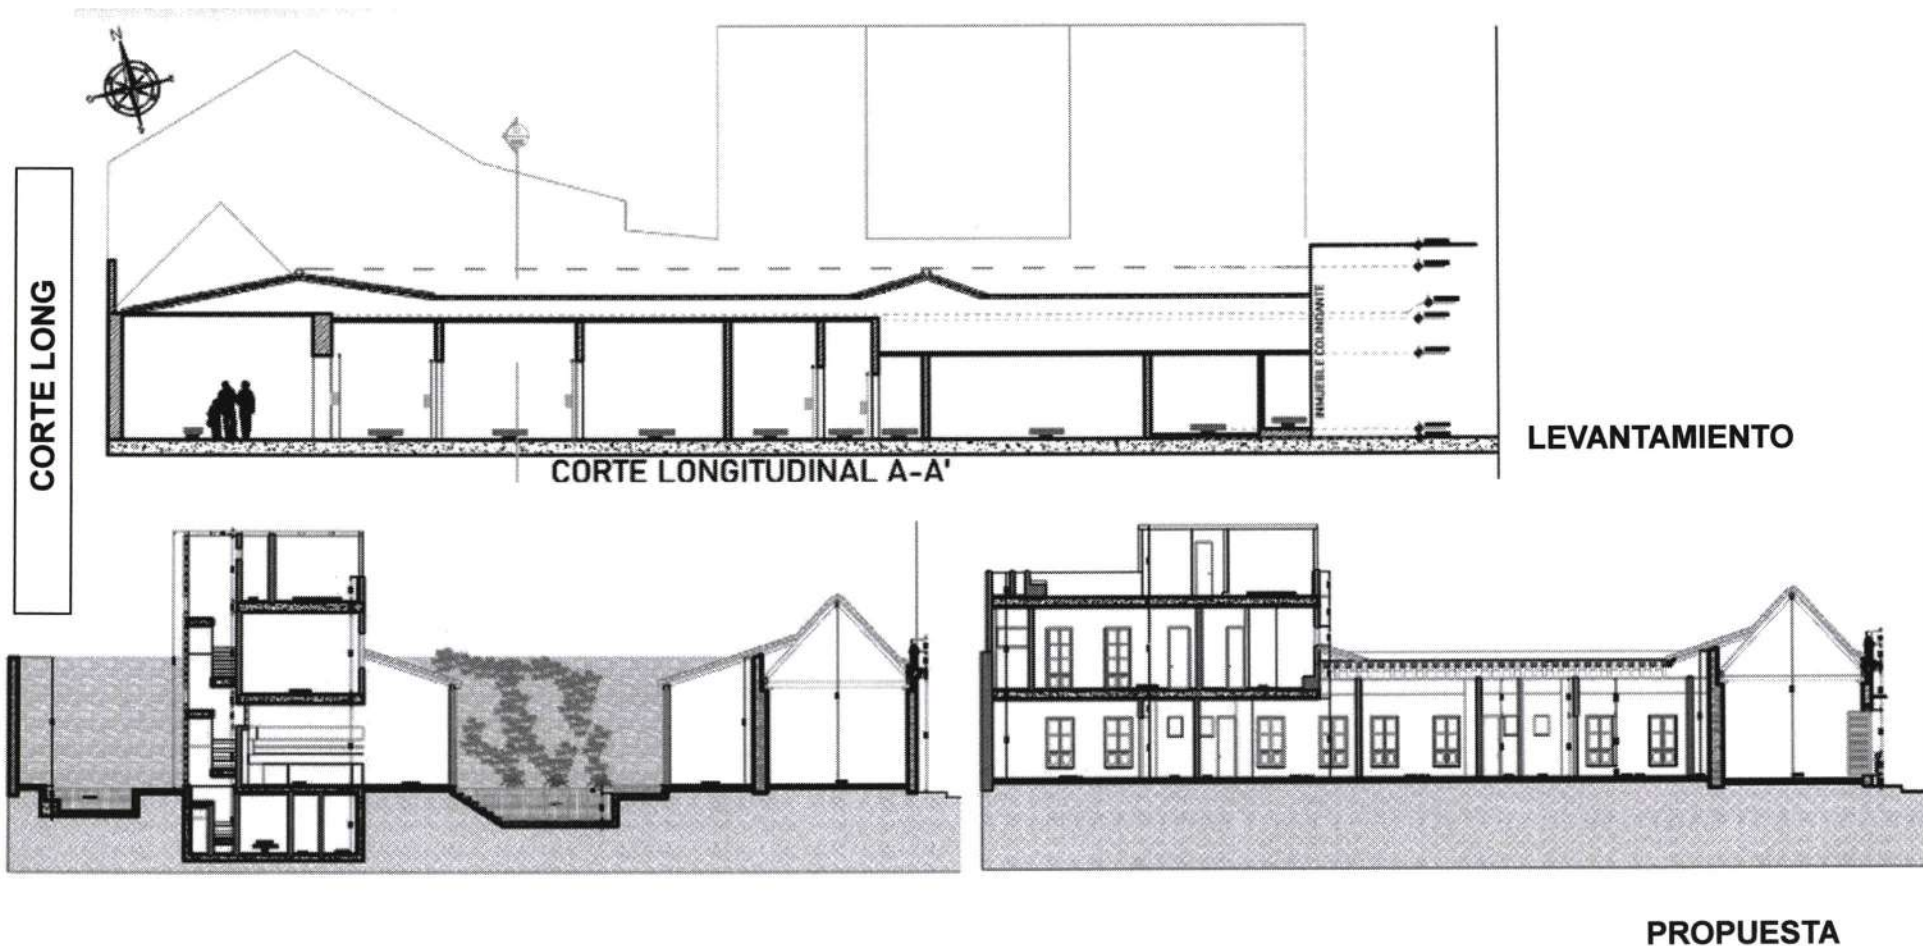 N
CORTE LONG
INMUEBLE COLINDANTE
LEVANTAMIENTO
CORTE LONGITUDINAL A-A'
PROPUESTA